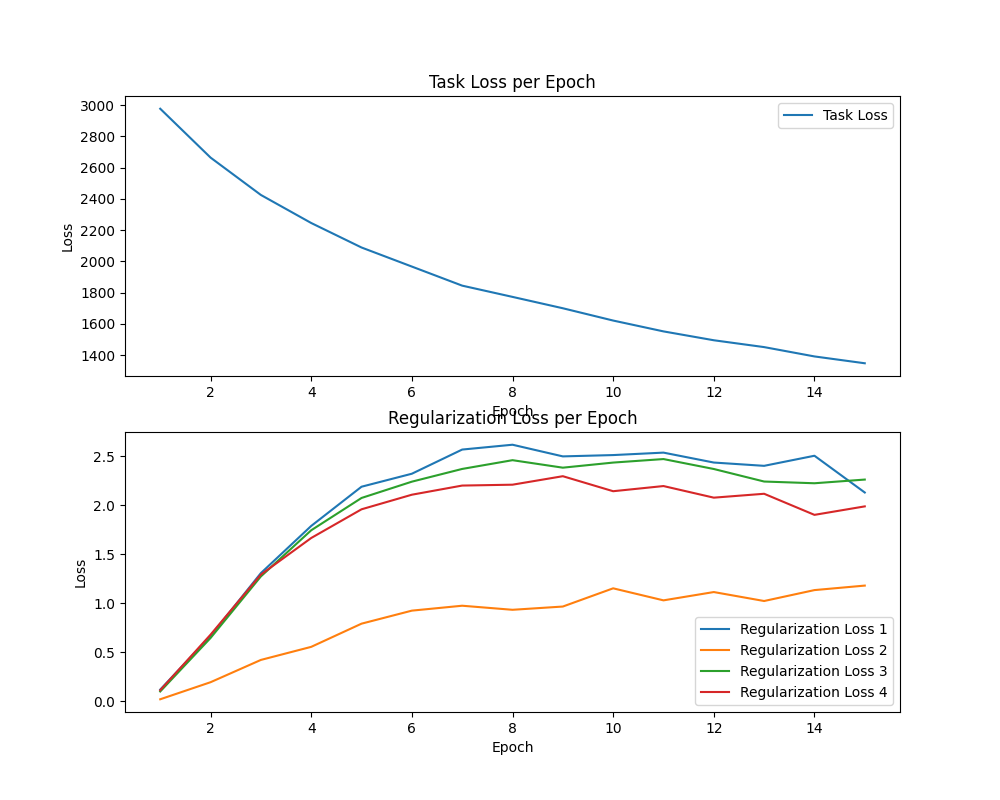 Task Loss per Epoch
3000
2800
2600
2400
2200
2000
1800
1600
1400
Loss
Task Loss
2 4 6 8 10 12 14
Epoch
Regularization Loss per Epoch
2.5
2.0
1.5
1.0
0.5
0.0
Loss
Regularization Loss 1
Regularization Loss 2
Regularization Loss 3
Regularization Loss 4
2 4 6 8 10 12 14
Epoch